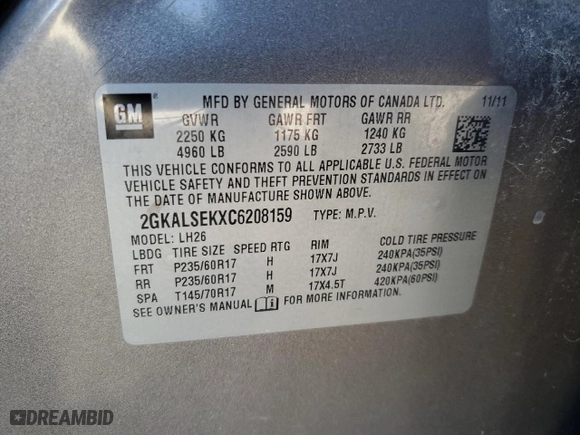 GM
MFD BY GENERAL MOTORS OF CANADA LTD. 11/11
GVWR GAWR FRT GAWR RR
2250 KG 1175 KG 1240 KG
4960 LB 2590 LB 2733 LB
THIS VEHICLE CONFORMS TO ALL APPLICABLE U.S. FEDERAL MOTOR
VEHICLE SAFETY AND THEFT PREVENTION STANDARDS IN EFFECT ON
THE DATE OF MANUFACTURE SHOWN ABOVE.
2GKALSEKXC6208159 TYPE: M.P.V.
MODEL: LH26
LBDG TIRE SIZE SPEED RTG RIM COLD TIRE PRESSURE
FRT P235/60R17 H 17X7J 240KPA(35PSI)
RR P235/60R17 H 17X7J 240KPA(35PSI)
SPA T145/70R17 M 17X4.5T 420KPA(60PSI)
SEE OWNER'S MANUAL FOR MORE INFORMATION.
DREAMBID